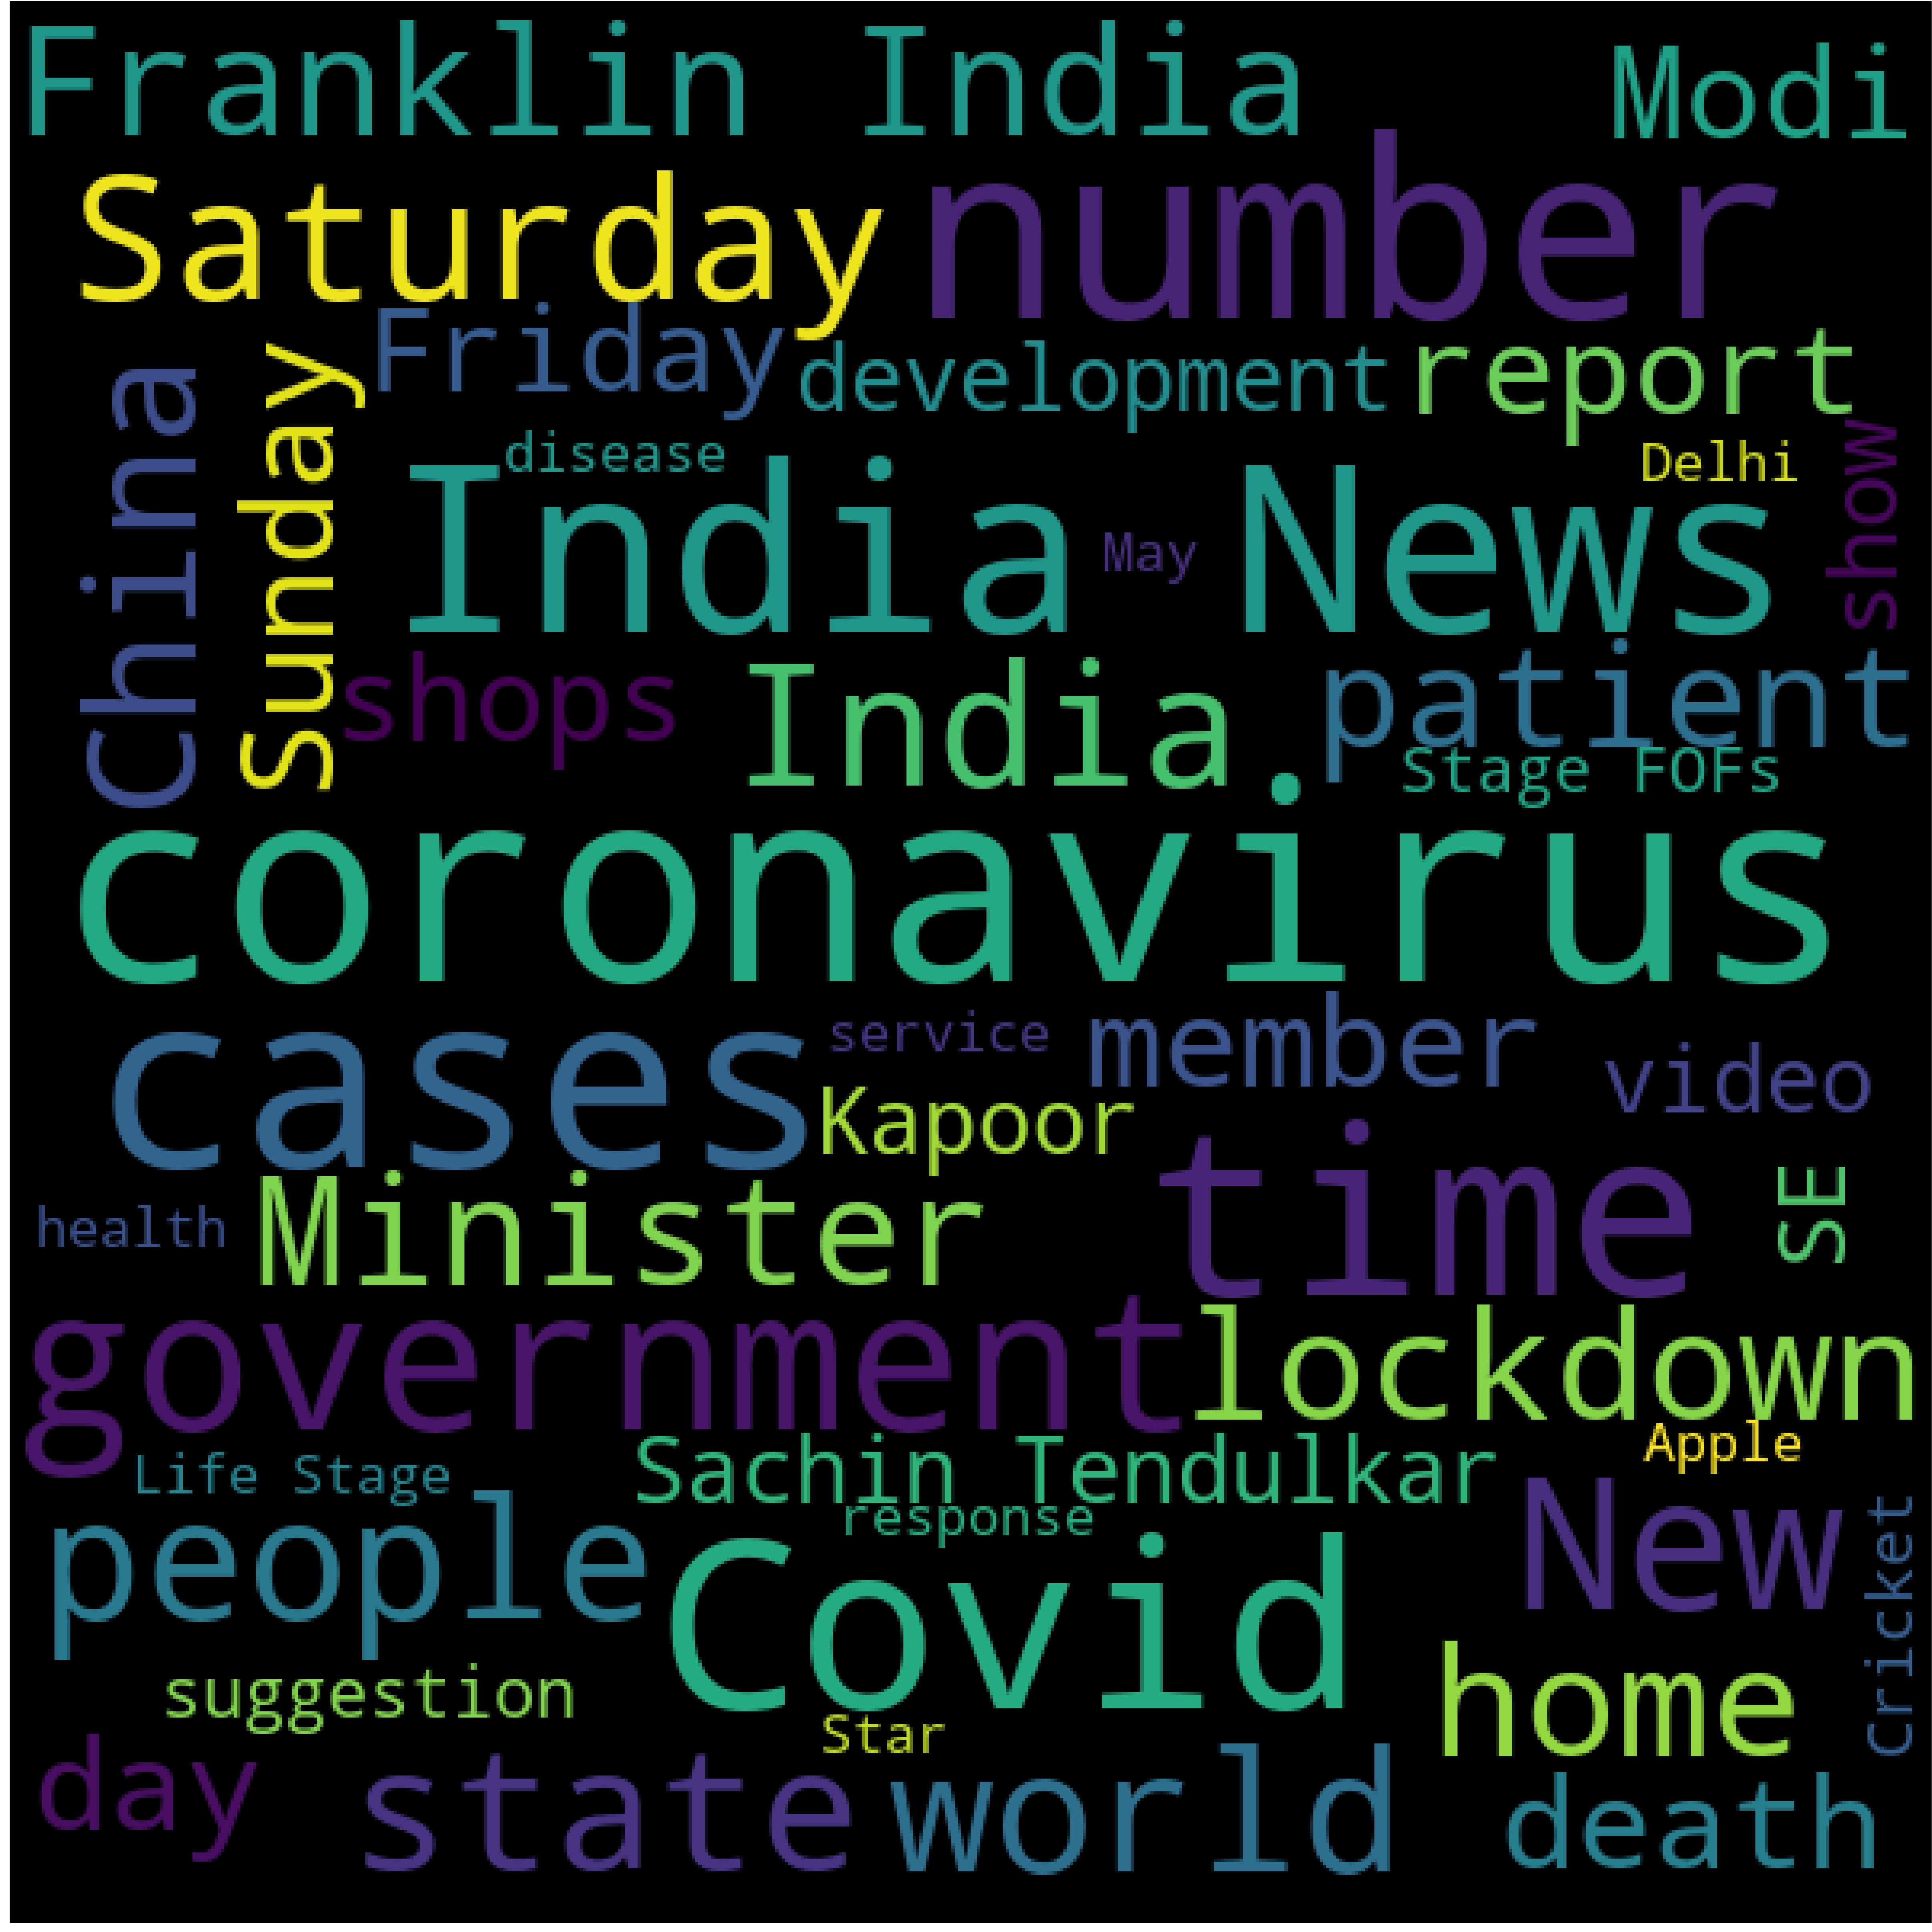 Franklin India
Modi
Saturday
number
Friday
development
report
China
Sunday
disease
Delhi
show
India News
May
shops
India
patient
Stage FOFs
coronavirus
cases
service
member
video
Kapoor
time
SE
health
Minister
government
lockdown
Life Stage
Sachin Tendulkar
Apple
response
people
New
cricket
Covid
suggestion
home
Star
day
state
world
death